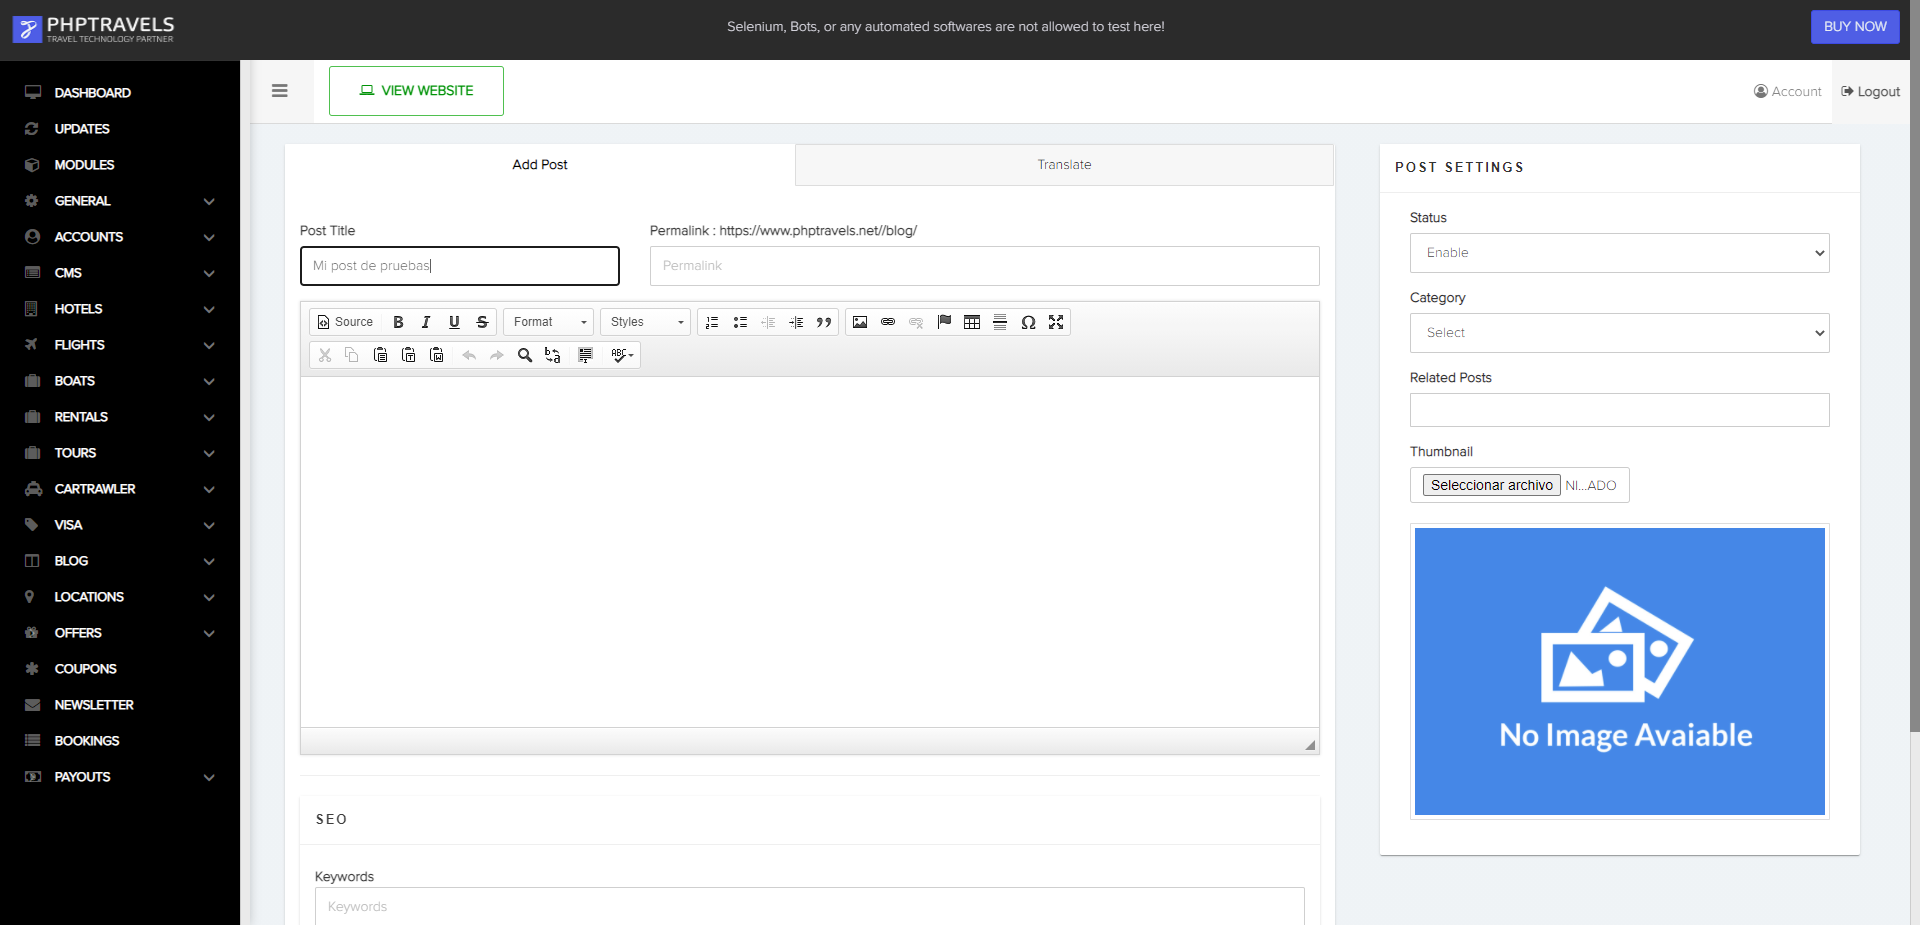 PHPTRAVELS
TRAVEL TECHNOLOGY PARTNER
Selenium, Bots, or any automated softwares are not allowed to test here!
BUY NOW
DASHBOARD
UPDATES
MODULES
GENERAL
ACCOUNTS
CMS
HOTELS
FLIGHTS
BOATS
RENTALS
TOURS
CARTRAWLER
VISA
BLOG
LOCATIONS
OFFERS
COUPONS
NEWSLETTER
BOOKINGS
PAYOUTS
VIEW WEBSITE
Account
Logout
Add Post
Translate
Post Title
Permalink : https://www.phptravels.net//blog/
Mi post de pruebas
Permalink
Source
Format
Styles
SEO
Keywords
Keywords
POST SETTINGS
Status
Enable
Category
Select
Related Posts
Thumbnail
Seleccionar archivo NI...ADO
No Image Avaiable